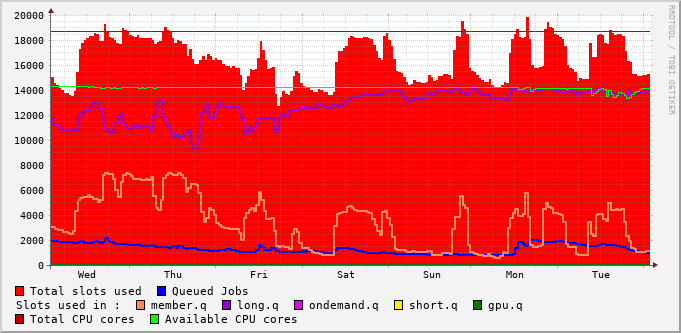 20000
18000
16000
14000
12000
10000
8000
6000
4000
2000
0
Wed Thu Fri Sat Sun Mon Tue
RRDTOOL / TOBI OETIKER
Total slots used Queued Jobs
Slots used in : member.q long.q ondemand.q short.q gpu.q
Total CPU cores Available CPU cores